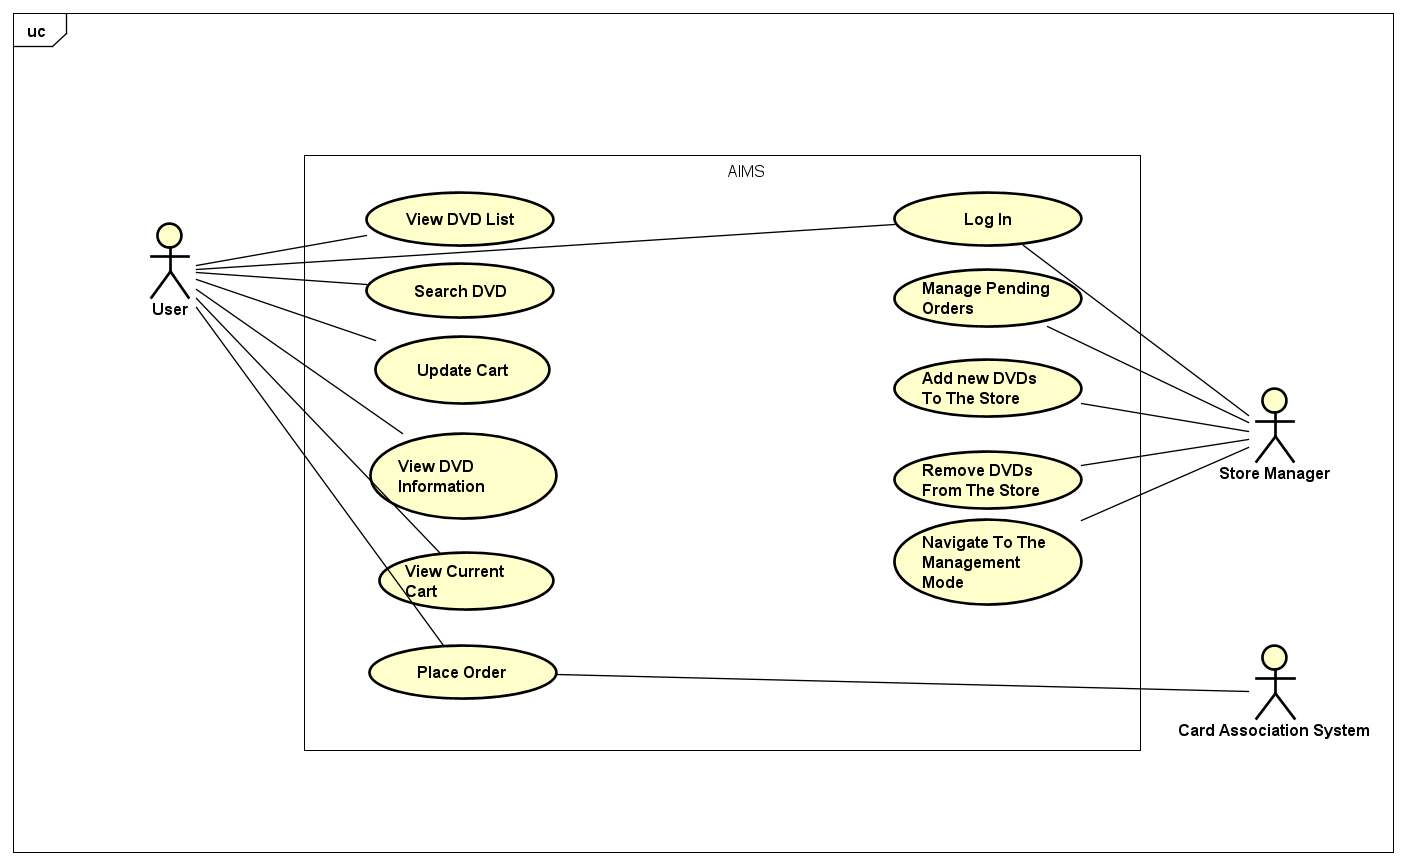 uc
AIMS
View DVD List
Log In
Search DVD
Manage Pending
Orders
User
Update Cart
Add new DVDs
To The Store
View DVD
Information
Remove DVDs
From The Store
Store Manager
View Current
Cart
Navigate To The
Management
Mode
Place Order
Card Association System